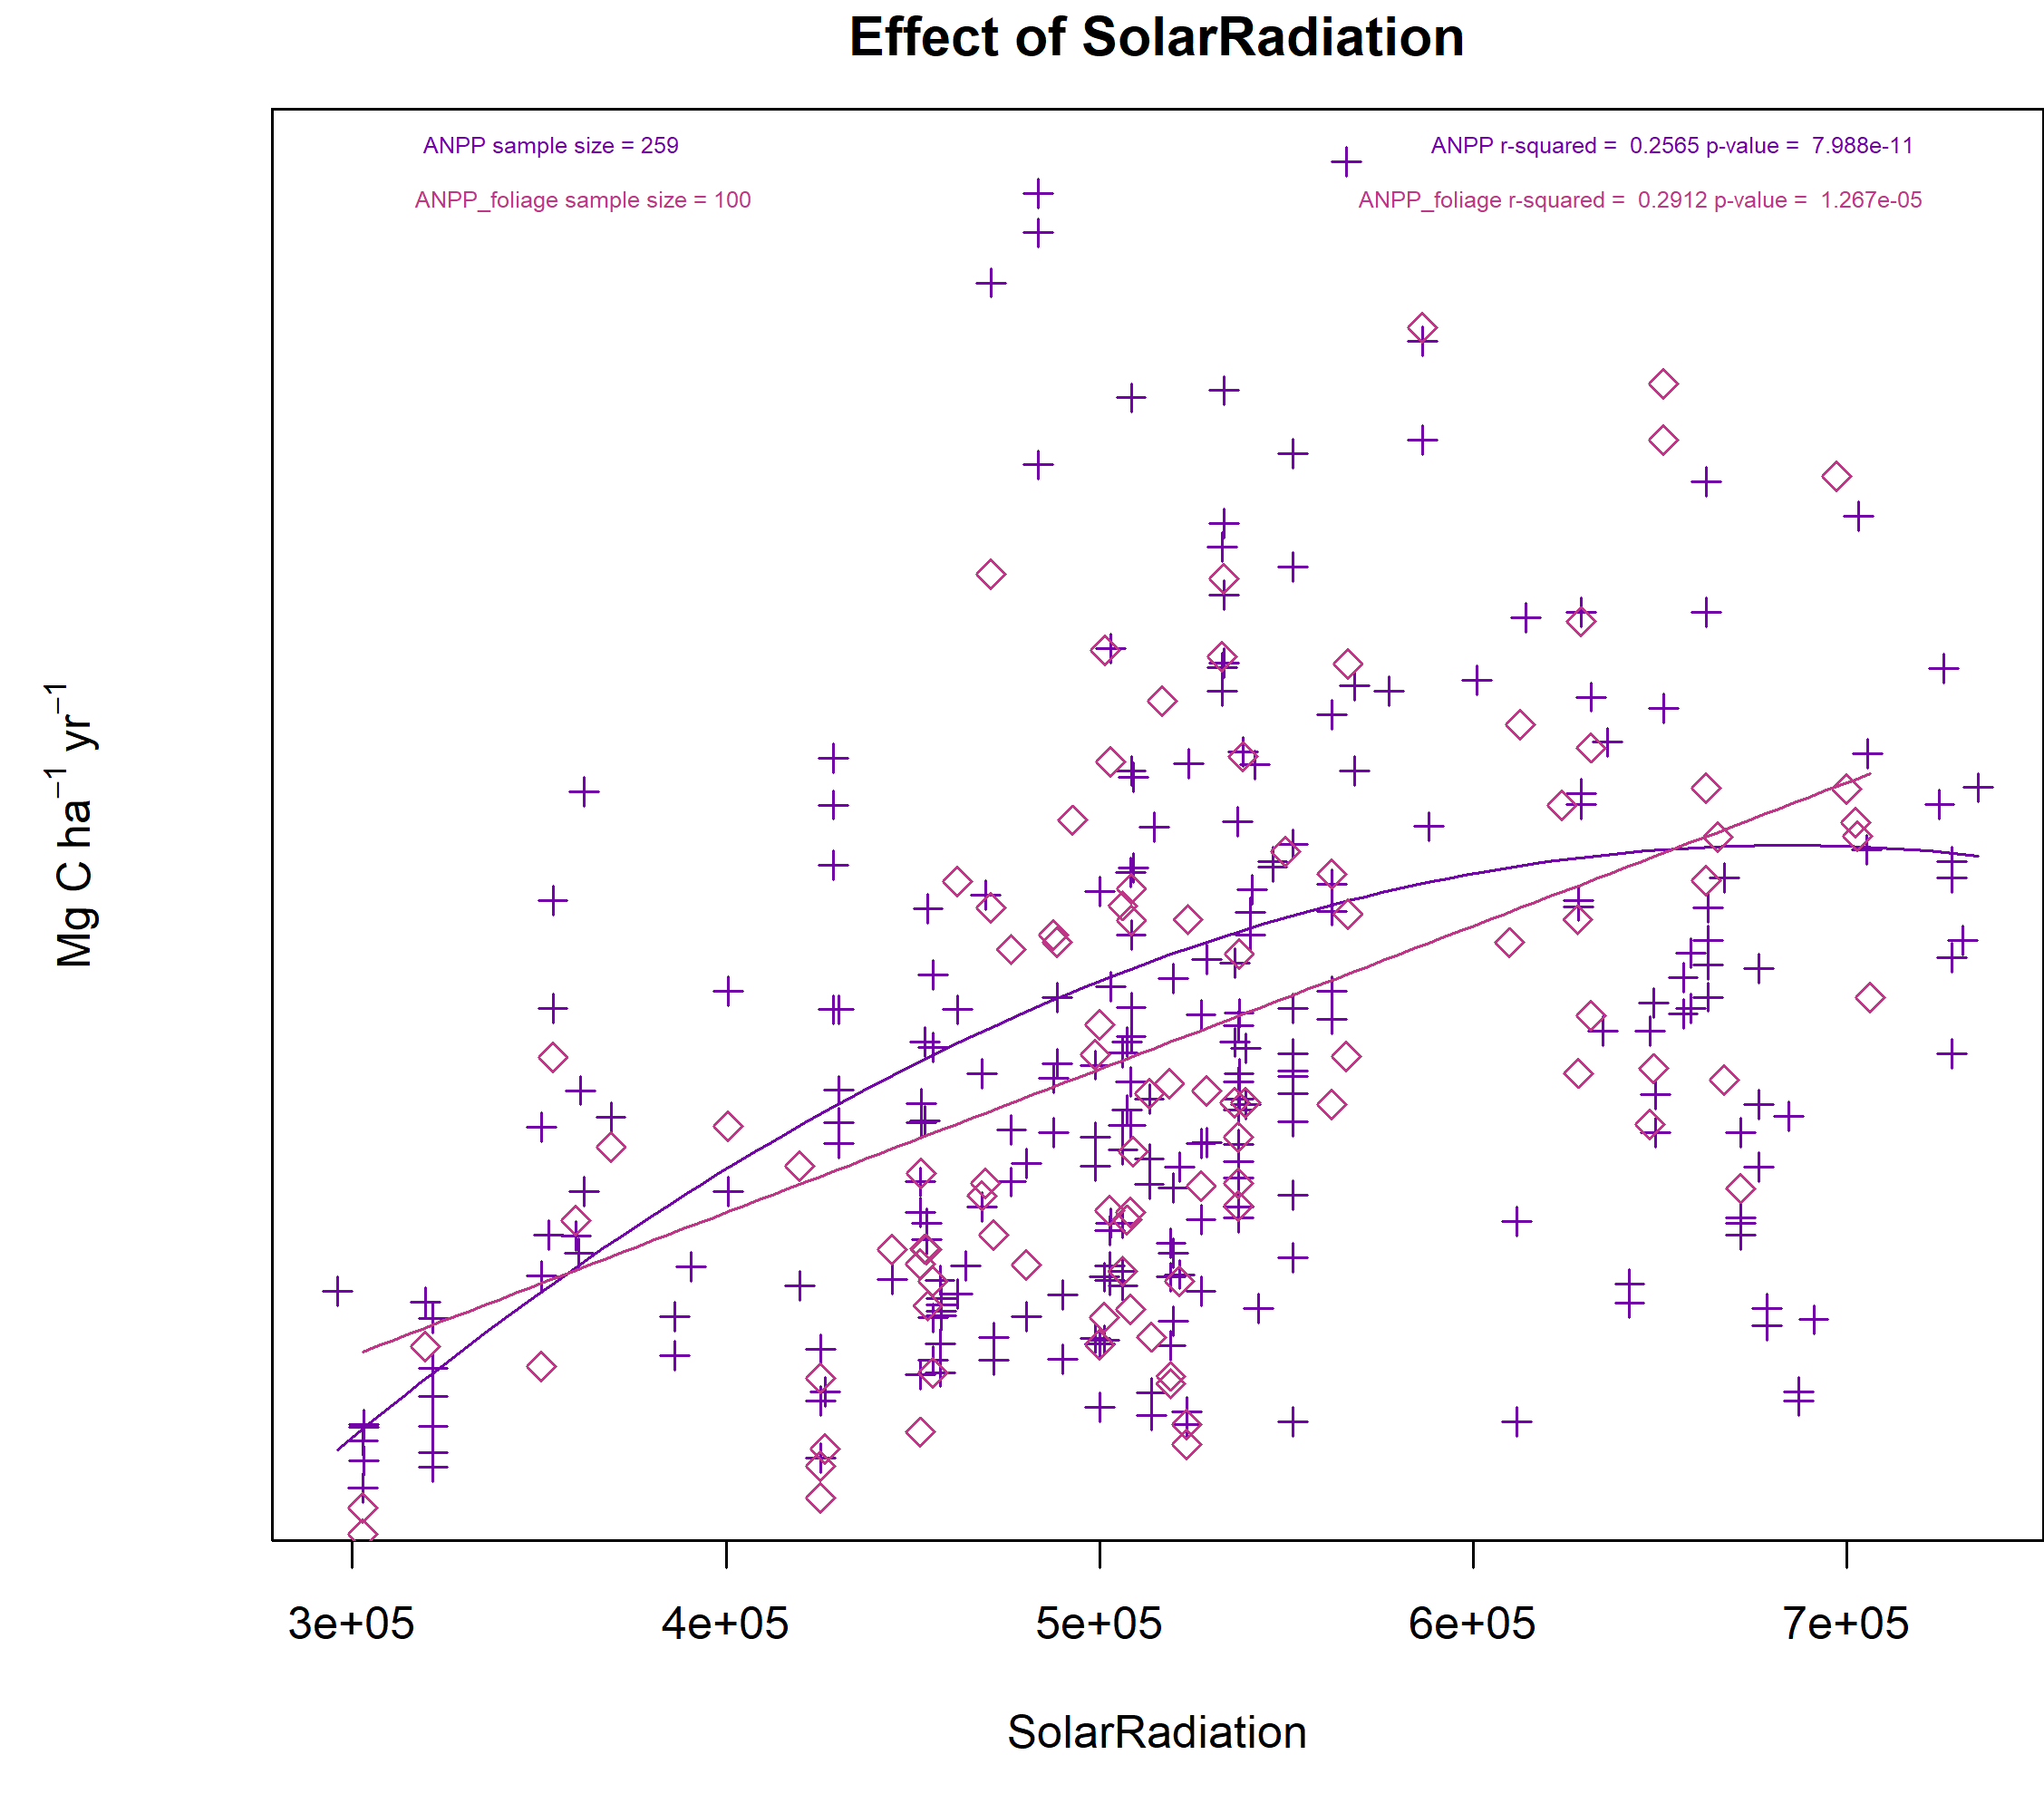 Effect of SolarRadiation
ANPP sample size = 259
ANPP r-squared = 0.2565 p-value = 7.988e-11
ANPP_foliage sample size = 100
ANPP_foliage r-squared = 0.2912 p-value = 1.267e-05
Mg C ha⁻¹ yr⁻¹
3e+05 4e+05 5e+05 6e+05 7e+05
SolarRadiation